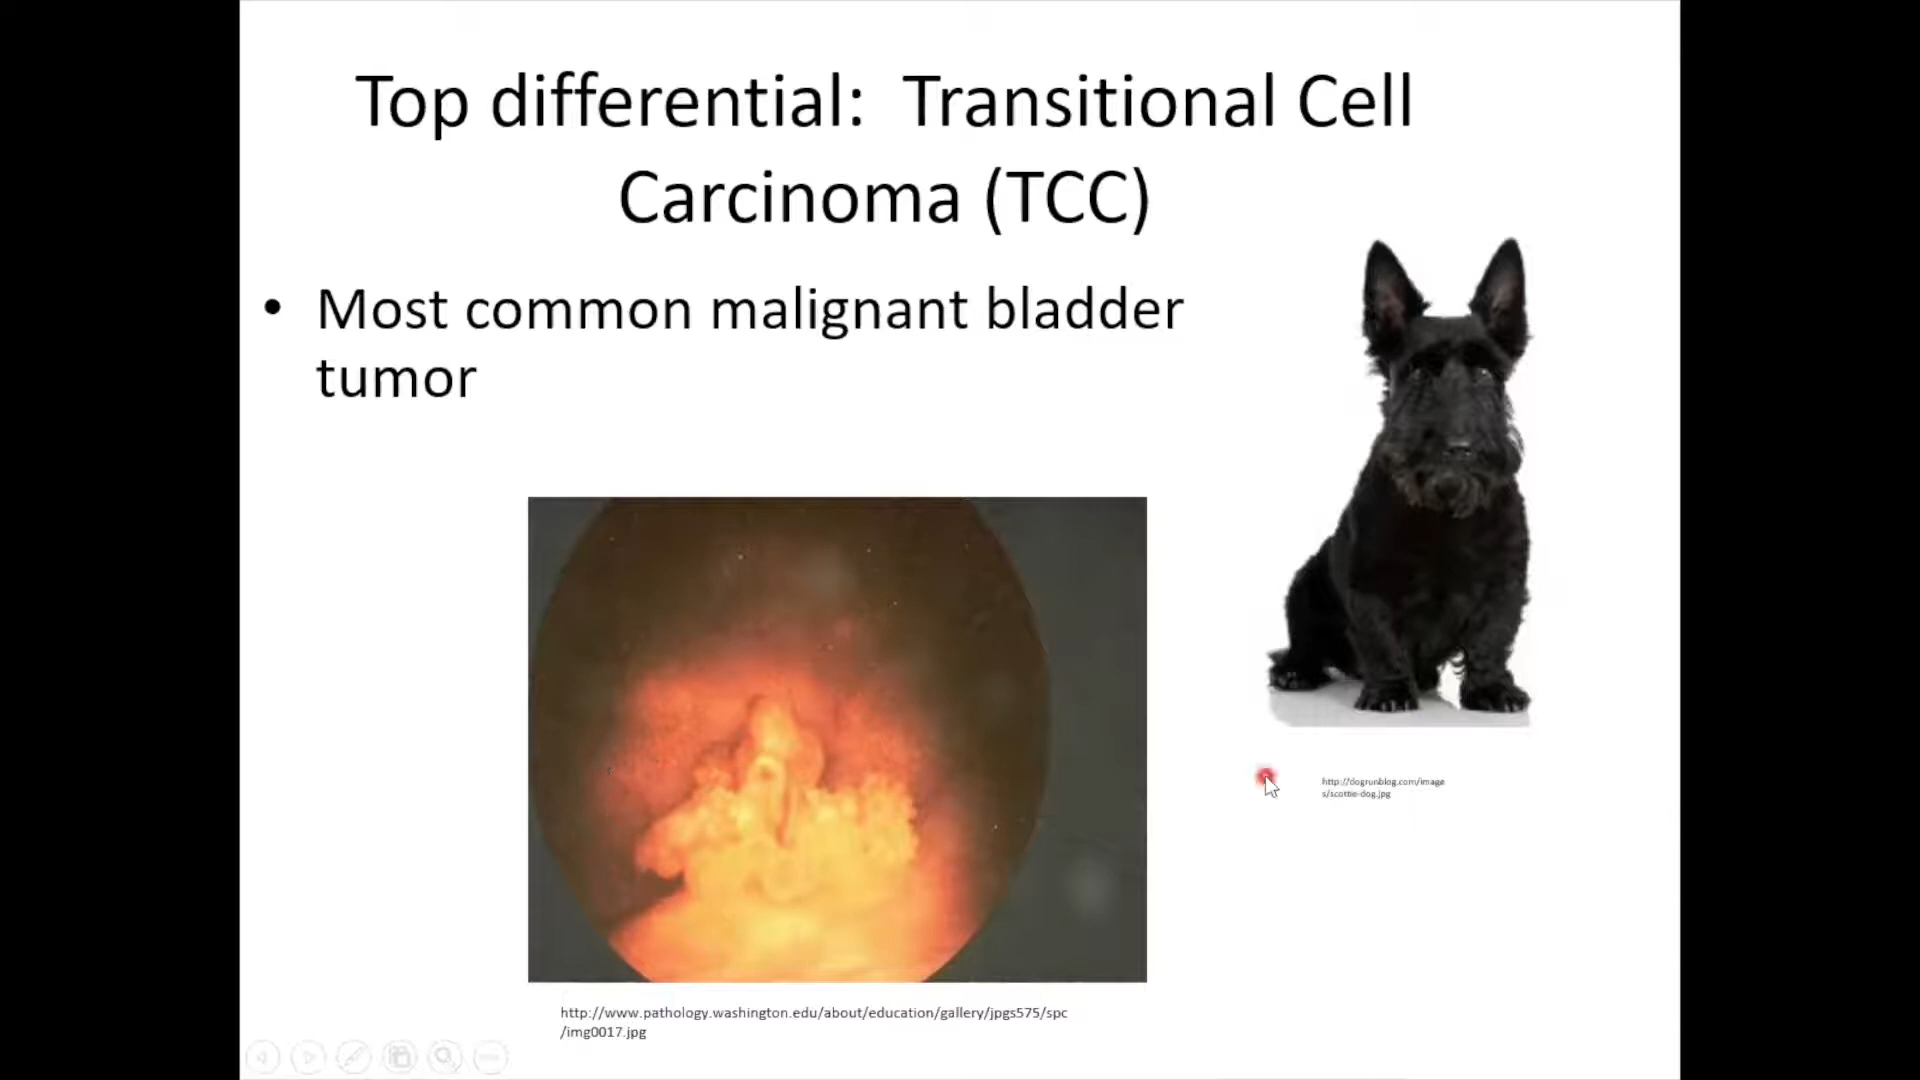 Top differential: Transitional Cell
Carcinoma (TCC)
• Most common malignant bladder
tumor
http://dogrunblog.com/image
s/scottie-dog.jpg
http://www.pathology.washington.edu/about/education/gallery/jpgs575/spc
/img0017.jpg